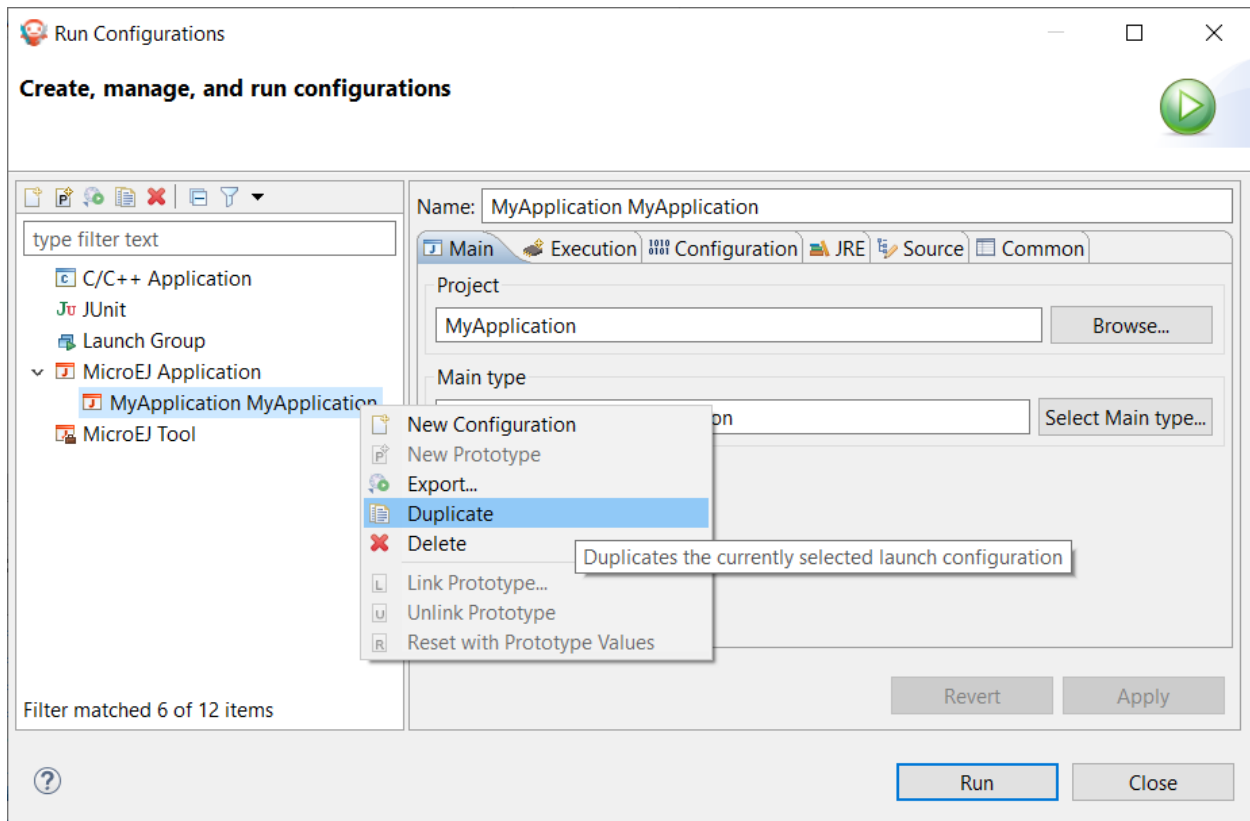 Run Configurations
Create, manage, and run configurations
type filter text
C/C++ Application
Ju JUnit
Launch Group
MicroEJ Application
MyApplication MyApplication
MicroEJ Tool
Filter matched 6 of 12 items
Name: MyApplication MyApplication
Main Execution Configuration JRE Source Common
Project
MyApplication Browse...
Main type
on Select Main type...
New Configuration
New Prototype
Export...
Duplicate
Delete
Duplicates the currently selected launch configuration
Link Prototype...
Unlink Prototype
Reset with Prototype Values
Revert Apply
Run Close